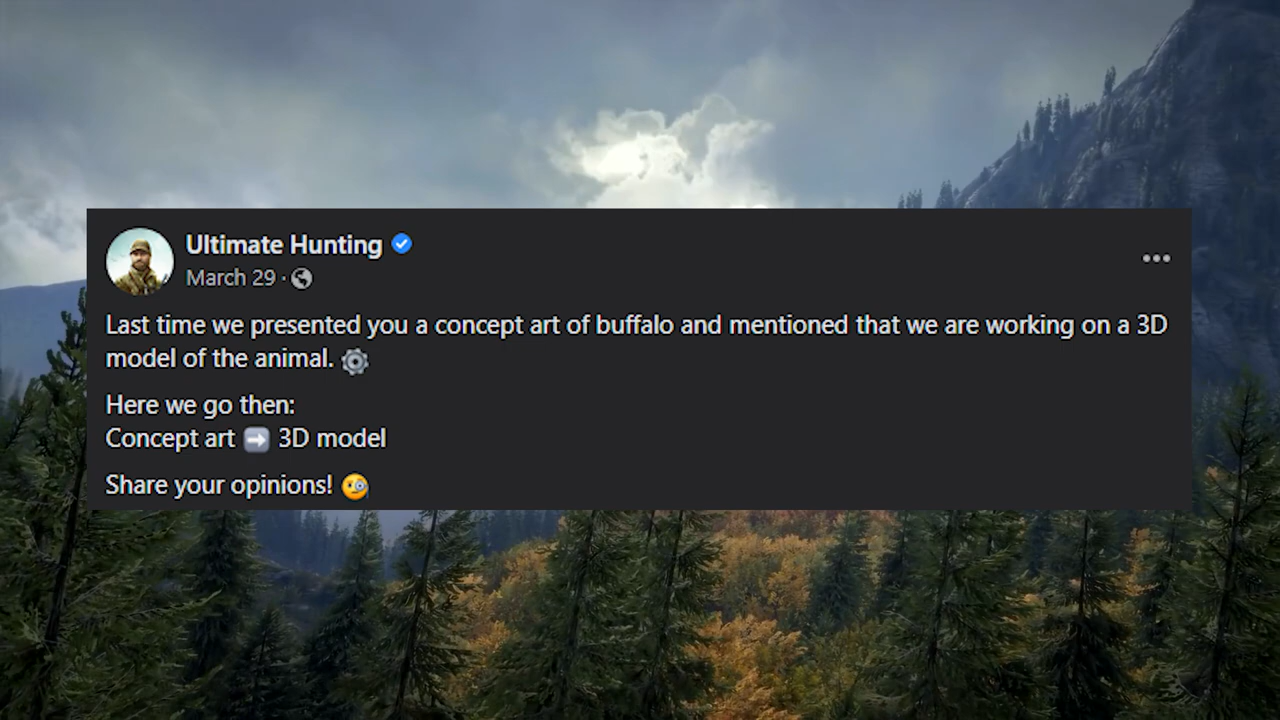 Ultimate Hunting
March 29 ·
Last time we presented you a concept art of buffalo and mentioned that we are working on a 3D
model of the animal. ⚙️
Here we go then:
Concept art ➡️ 3D model
Share your opinions! 🧐